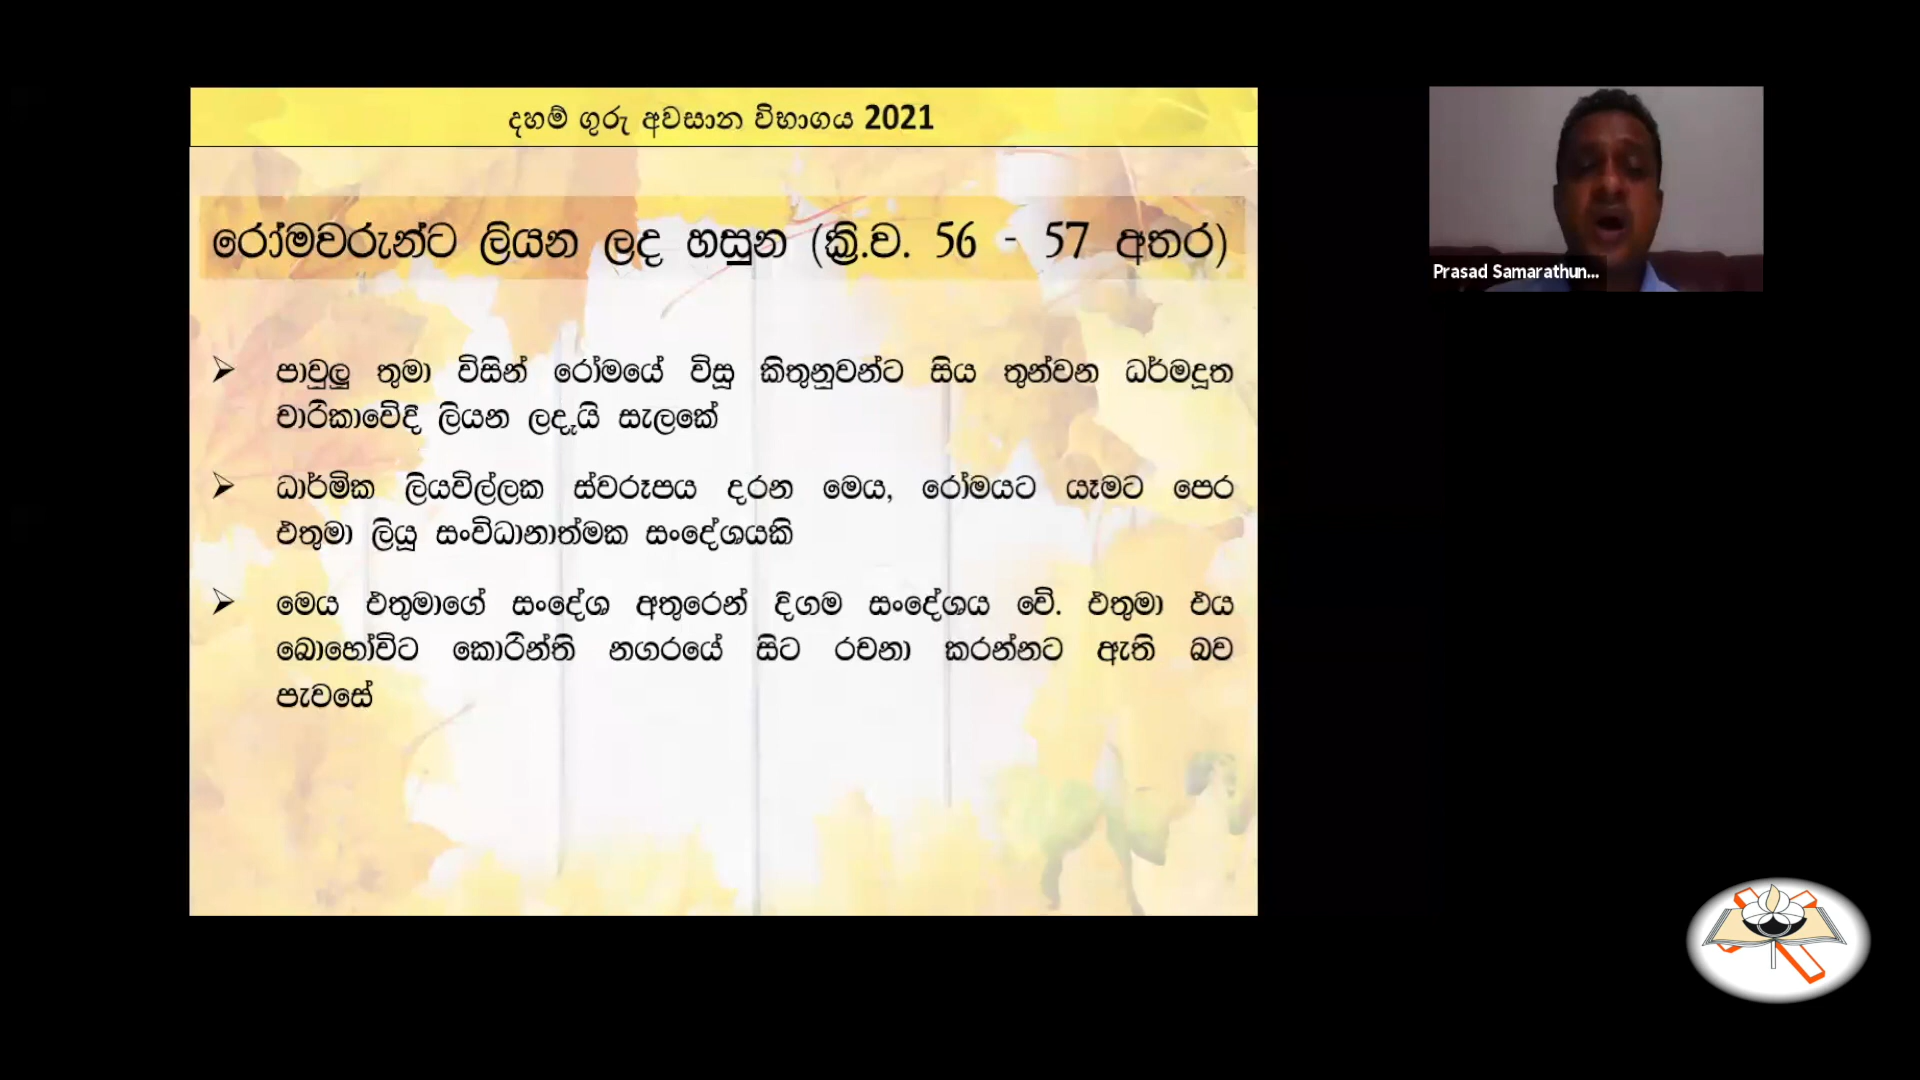 දහම් ගුරු අවසාන විභාගය 2021
රෝමවරුන්ට ලියන ලද හසුන (ක්‍රි.ව. 56 - 57 අතර)
➢ පාවුලු තුමා විසින් රෝමයේ විසූ කිතුනුවන්ට සිය තුන්වන ධර්මදූත
චාරිකාවේදී ලියන ලදැයි සැලකේ
➢ ධාර්මික ලියවිල්ලක ස්වරූපය දරන මෙය, රෝමයට යෑමට පෙර
එතුමා ලියූ සංවිධානාත්මක සංදේශයකි
➢ මෙය එතුමාගේ සංදේශ අතුරෙන් දිගම සංදේශය වේ. එතුමා එය
බොහෝවිට කොරින්ති නගරයේ සිට රචනා කරන්නට ඇති බව
පැවසේ
Prasad Samarathun...